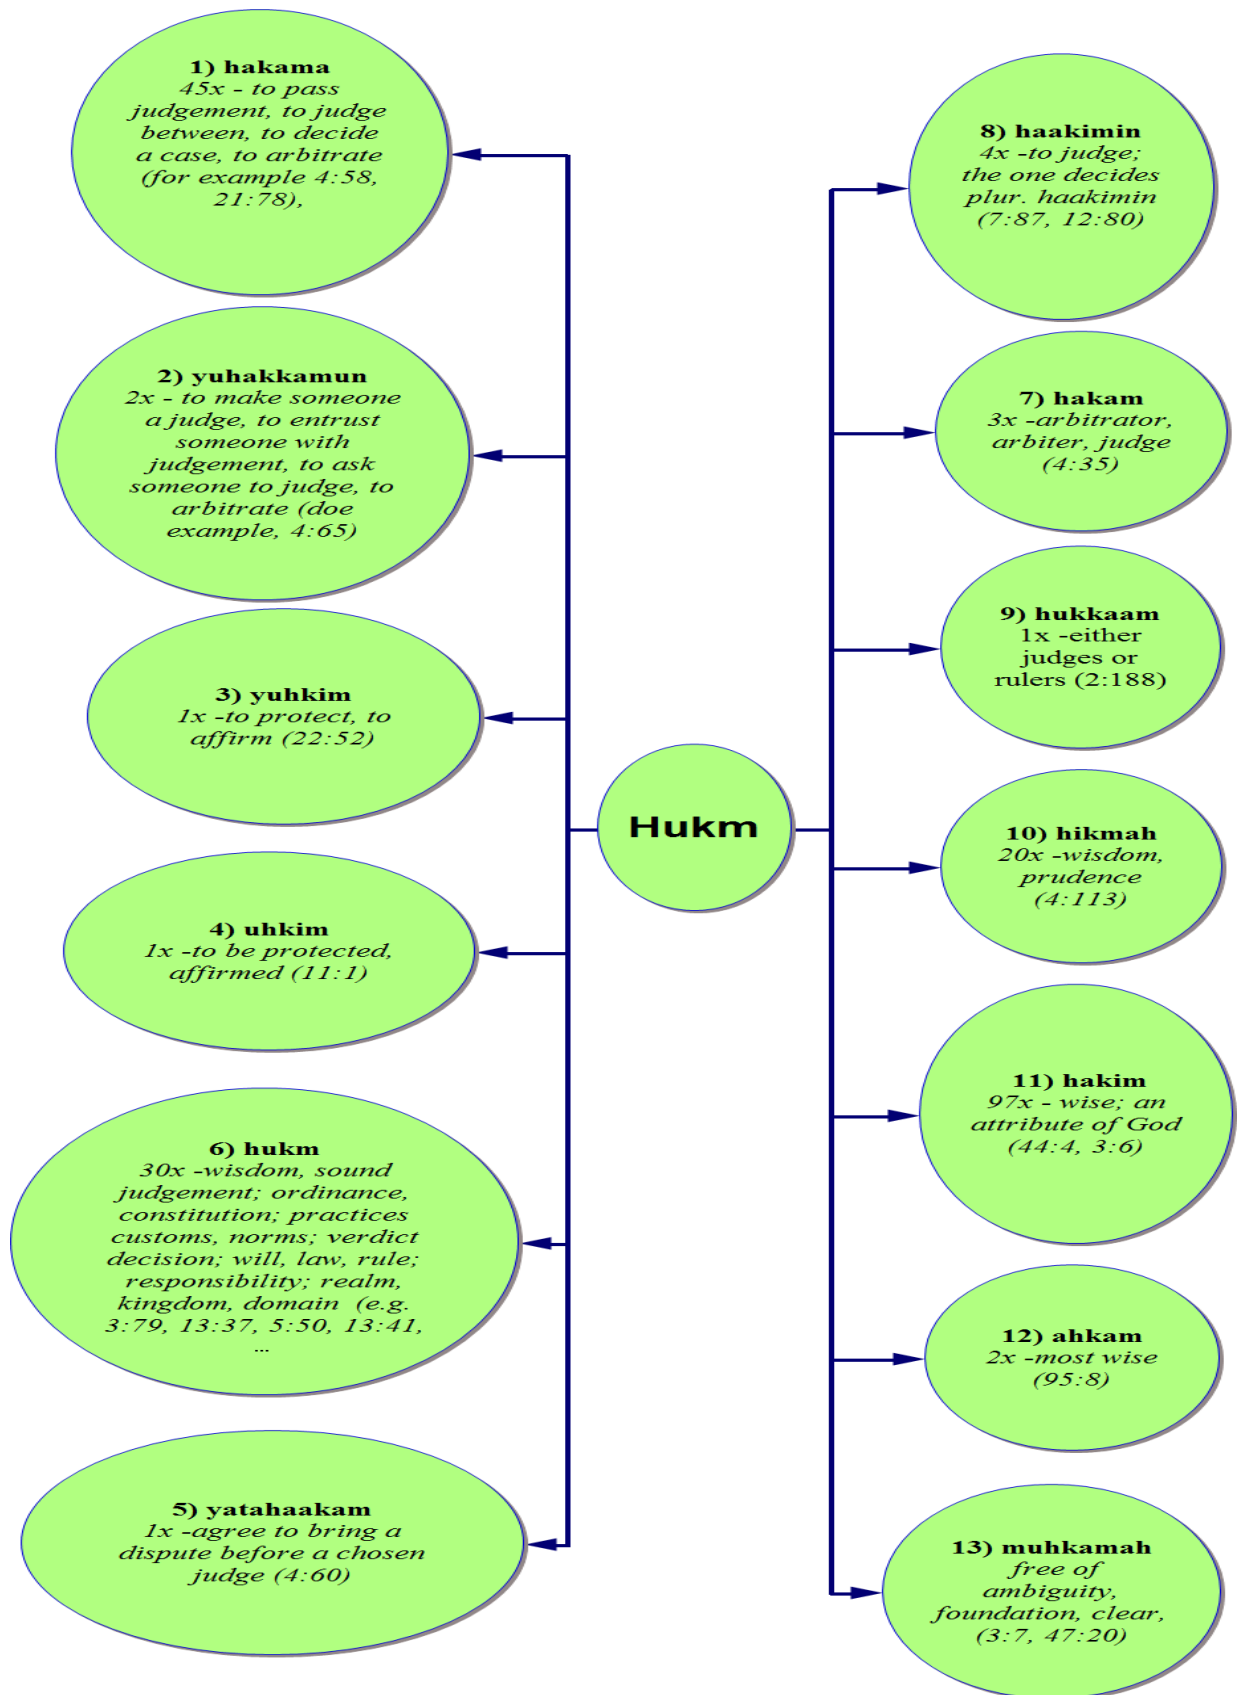 1) hakama
45x - to pass
judgement, to judge
between, to decide
a case, to arbitrate
(for example 4:58,
21:78),
2) yuhakkamun
2x - to make someone
a judge, to entrust
someone with
judgement, to ask
someone to judge, to
arbitrate (doe
example, 4:65)
3) yuhkim
1x -to protect, to
affirm (22:52)
4) uhkim
1x -to be protected,
affirmed (11:1)
6) hukm
30x -wisdom, sound
judgement; ordinance,
constitution; practices
customs, norms; verdict
decision; will, law, rule;
responsibility; realm,
kingdom, domain (e.g.
3:79, 13:37, 5:50, 13:41,
...
5) yatahaakam
1x -agree to bring a
dispute before a chosen
judge (4:60)
Hukm
8) haakimin
4x -to judge;
the one decides
plur. haakimin
(7:87, 12:80)
7) hakam
3x -arbitrator,
arbiter, judge
(4:35)
9) hukkaam
1x -either
judges or
rulers (2:188)
10) hikmah
20x -wisdom,
prudence
(4:113)
11) hakim
97x - wise; an
attribute of God
(44:4, 3:6)
12) ahkam
2x -most wise
(95:8)
13) muhkamah
free of
ambiguity,
foundation, clear,
(3:7, 47:20)